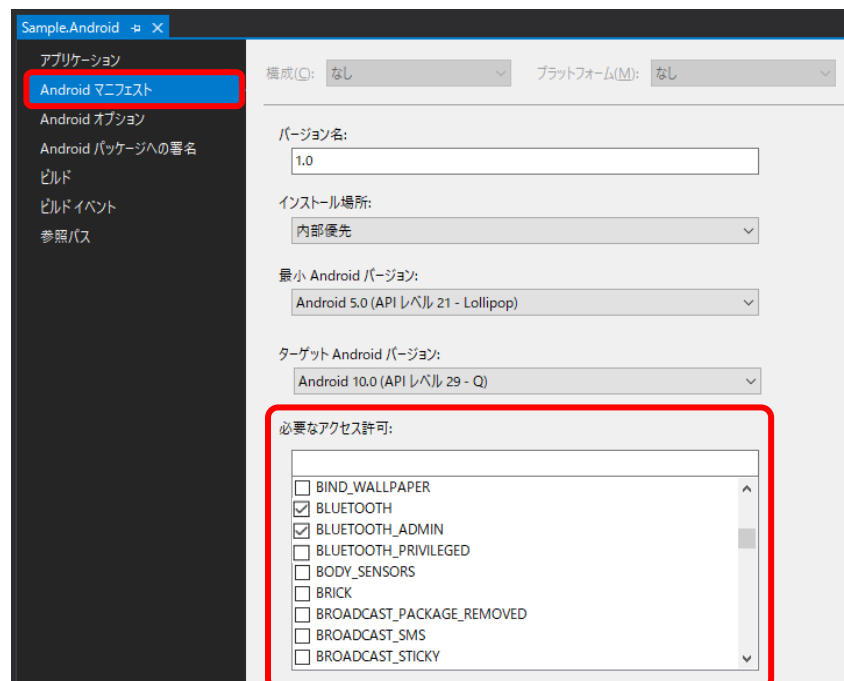 Sample.Android
アプリケーション
Android マニフェスト
Android オプション
Android パッケージへの署名
ビルド
ビルド イベント
参照パス
構成(C): なし プラットフォーム(M): なし
バージョン名:
1.0
インストール場所:
内部優先
最小 Android バージョン:
Android 5.0 (API レベル 21 - Lollipop)
ターゲット Android バージョン:
Android 10.0 (API レベル 29 - Q)
必要なアクセス許可:
BIND_WALLPAPER
BLUETOOTH
BLUETOOTH_ADMIN
BLUETOOTH_PRIVILEGED
BODY_SENSORS
BRICK
BROADCAST_PACKAGE_REMOVED
BROADCAST_SMS
BROADCAST_STICKY